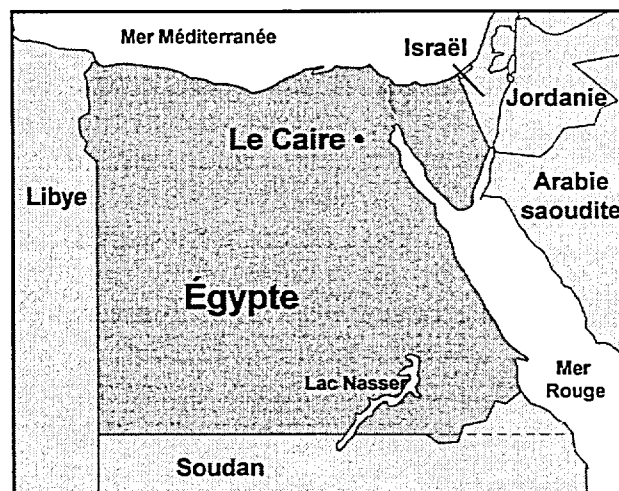 Mer Méditerranée
Israël
Jordanie
Le Caire
Libye
Arabie
saoudite
Égypte
Lac Nasser
Mer
Rouge
Soudan